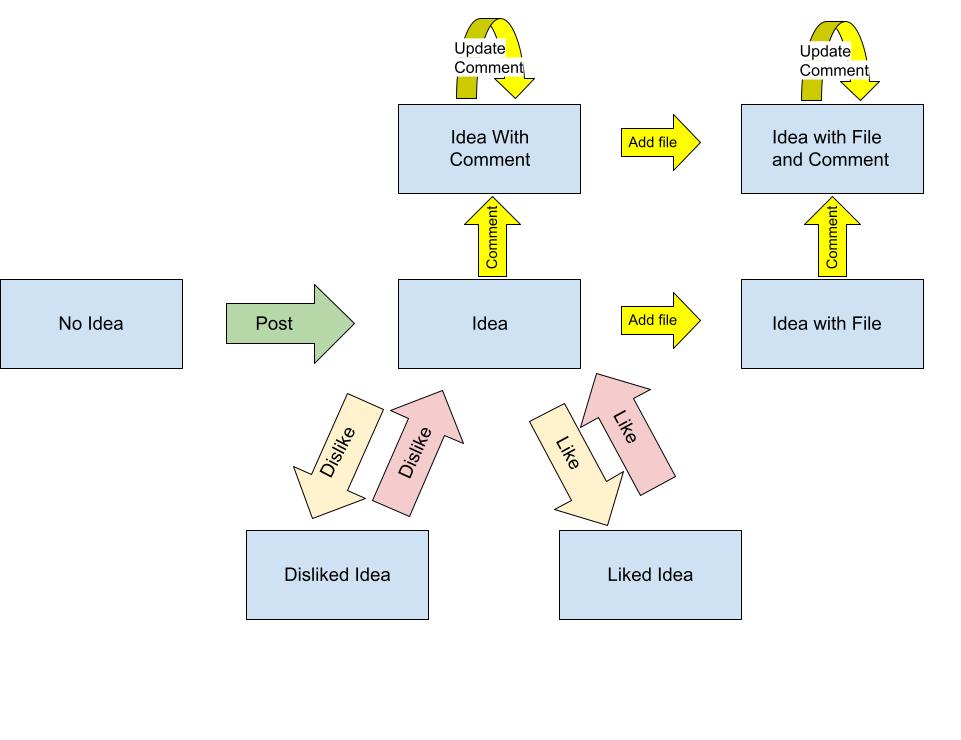 Update
Comment
Update
Comment
Idea With
Comment
Add file
Idea with File
and Comment
Comment
Comment
No Idea
Post
Idea
Add file
Idea with File
Dislike
Dislike
Like
Like
Disliked Idea
Liked Idea